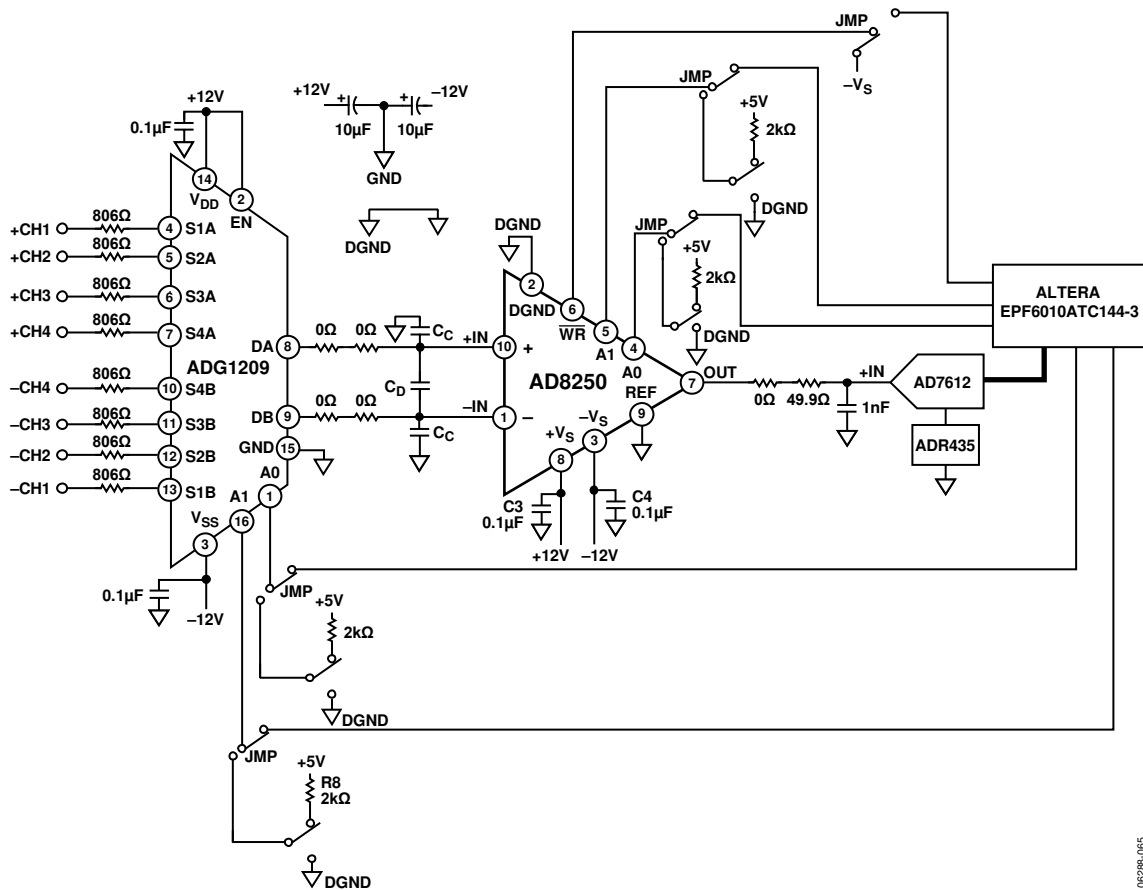 JMP
−VS
JMP
+5V
2kΩ
DGND
+12V
0.1µF
+12V
+
10µF
+
10µF
−12V
GND
DGND
14
VDD
2
EN
+CH1
806Ω
4
S1A
+CH2
806Ω
5
S2A
+CH3
806Ω
6
S3A
+CH4
806Ω
7
S4A
−CH4
806Ω
10
S4B
−CH3
806Ω
11
S3B
−CH2
806Ω
12
S2B
−CH1
806Ω
13
S1B
ADG1209
DA
8
DB
9
GND
15
A0
1
A1
16
VSS
3
0.1µF
−12V
0Ω
0Ω
CC
CD
0Ω
0Ω
CC
+IN
10
+
−IN
1
−
AD8250
DGND
2
DGND
6
WR
5
A1
4
A0
JMP
+5V
2kΩ
DGND
7
OUT
REF
9
−VS
3
+VS
8
C3
0.1µF
+12V
C4
0.1µF
−12V
0Ω
49.9Ω
+IN
1nF
AD7612
ADR435
ALTERA
EPF6010ATC144-3
JMP
+5V
2kΩ
DGND
JMP
+5V
R8
2kΩ
DGND
06288-065